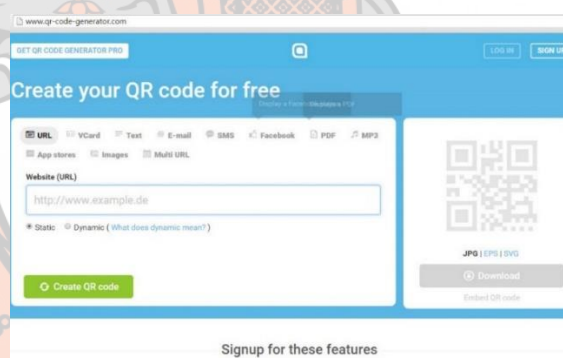 www.qr-code-generator.com
GET QR CODE GENERATOR PRO
LOG IN
SIGN U
Create your QR code for free
URL VCard Text E-mail SMS Facebook PDF MP3
App stores Images Multi URL
Website (URL)
http://www.example.de
Static Dynamic ( What does dynamic mean? )
Create QR code
JPG | EPS | SVG
Download
Embed QR code
Signup for these features